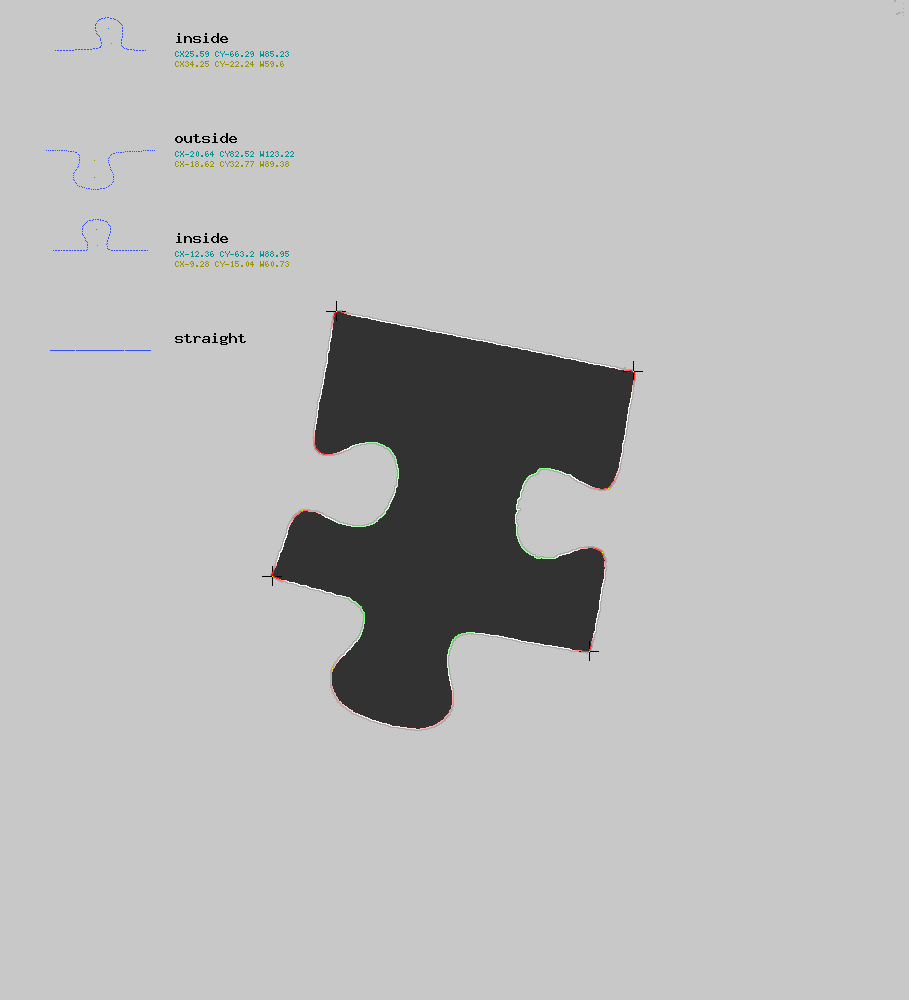 inside
CX25.59 CY-66.29 W85.23
CX34.25 CY-22.24 W59.6
outside
CX-20.64 CY82.52 W123.22
CX-18.62 CY32.77 W89.38
inside
CX-12.36 CY-63.2 W88.95
CX-9.28 CY-15.04 W60.73
straight